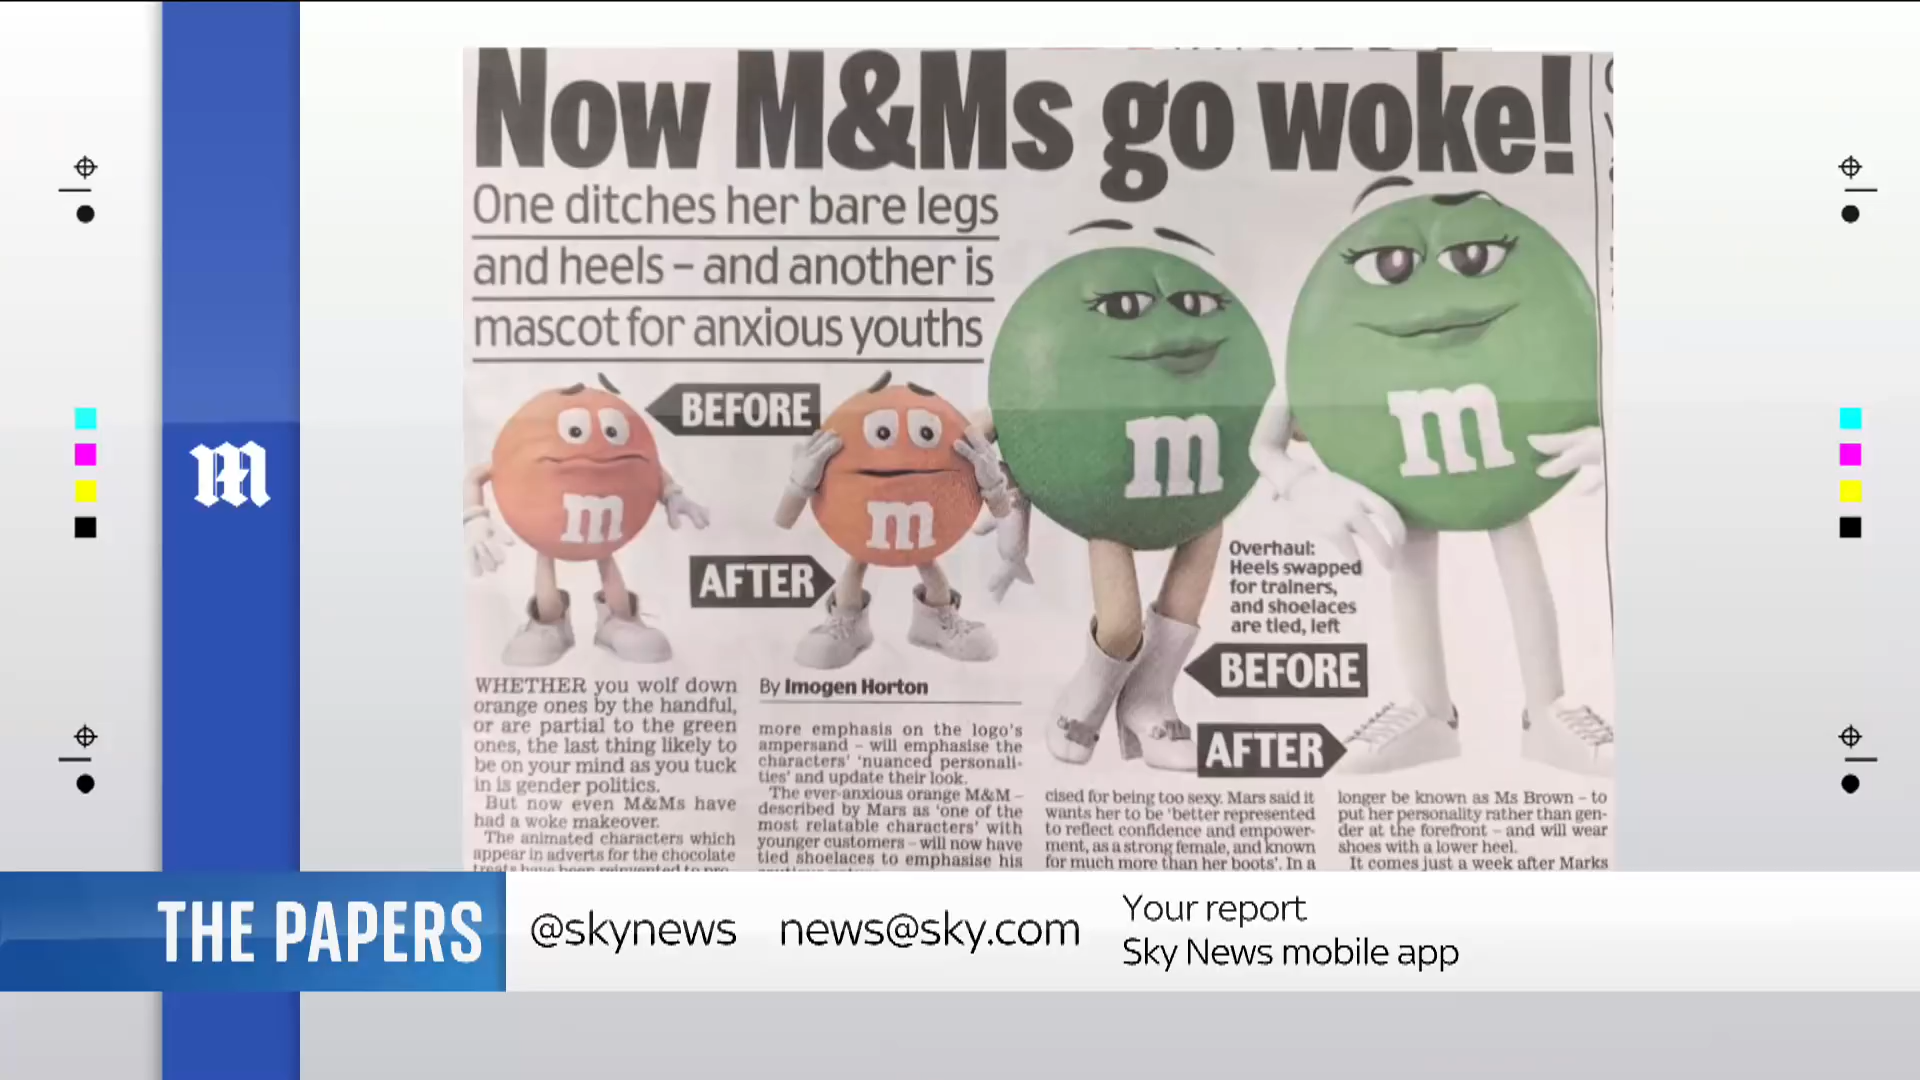 Now M&Ms go woke!
One ditches her bare legs
and heels – and another is
mascot for anxious youths
BEFORE
AFTER
m
m
m
m
Overhaul:
Heels swapped
for trainers,
and shoelaces
are tied, left
BEFORE
AFTER
WHETHER you wolf down
orange ones by the handful,
or are partial to the green
ones, the last thing likely to
be on your mind as you tuck
in is gender politics.
But now even M&Ms have
had a woke makeover.
The animated characters which
appear in adverts for the chocolate
treats have been reinvented to pro-
By Imogen Horton
more emphasis on the logo's
ampersand – will emphasise the
characters' 'nuanced personali-
ties' and update their look.
The ever-anxious orange M&M –
described by Mars as 'one of the
most relatable characters' with
younger customers – will now have
tied shoelaces to emphasise his
cised for being too sexy. Mars said it
wants her to be 'better represented
to reflect confidence and empower-
ment, as a strong female, and known
for much more than her boots'. In a
longer be known as Ms Brown – to
put her personality rather than gen-
der at the forefront – and will wear
shoes with a lower heel.
It comes just a week after Marks
M
THE PAPERS
@skynews news@sky.com
Your report
Sky News mobile app